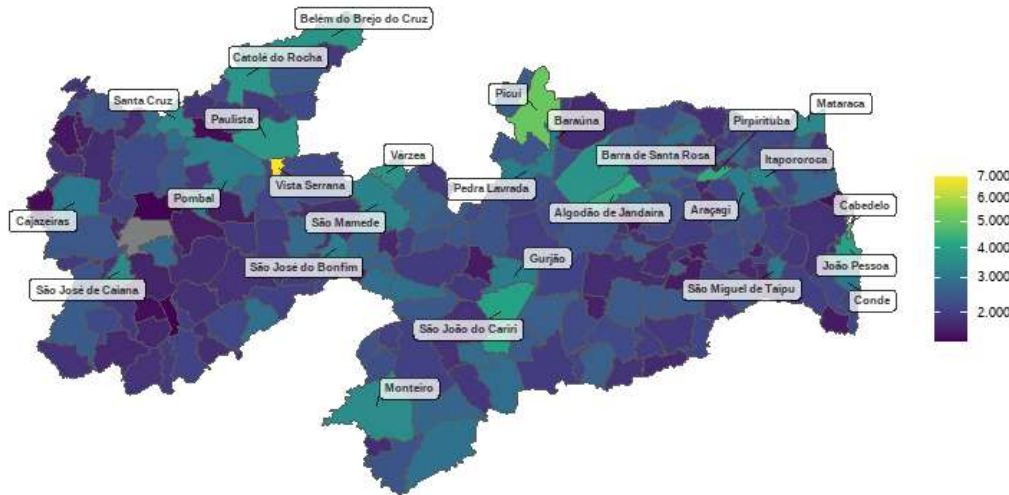 Belém do Brejo do Cruz
Catolé do Rocha
Santa Cruz
Picuí
Mataraca
Paulista
Baraúna
Pirpirituba
Várzea
Barra de Santa Rosa
Itapororoca
Vista Serrana
Pedra Lavrada
Pombal
Cajazeiras
São Mamede
Algodão de Jandaira
Araçagi
Cabedelo
São José do Bonfim
Gurjão
João Pessoa
São José de Caiana
São Miguel de Taipu
Conde
São João do Cariri
Monteiro
7.000
6.000
5.000
4.000
3.000
2.000